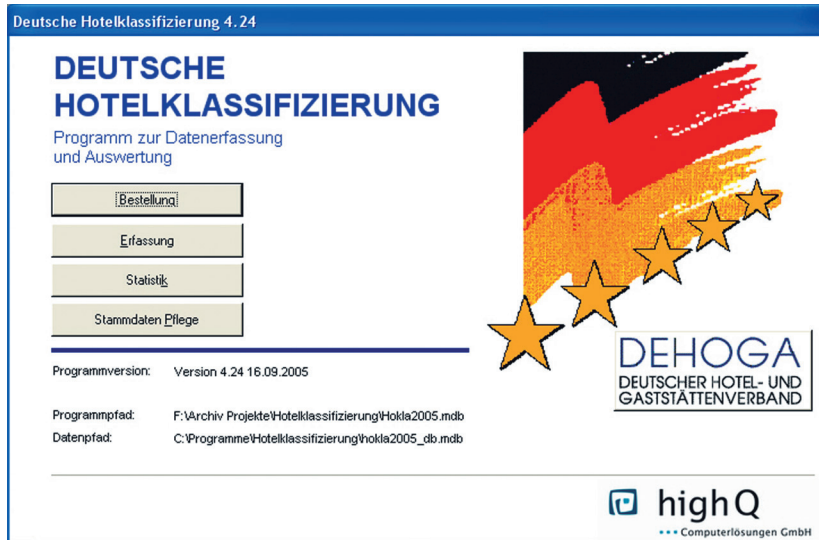 Deutsche Hotelklassifizierung 4.24
DEUTSCHE
HOTELKLASSIFIZIERUNG
Programm zur Datenerfassung
und Auswertung
Bestellung
Erfassung
Statistik
Stammdaten Pflege
Programmversion: Version 4.24 16.09.2005
Programmpfad: F:\Archiv Projekte\Hotelklassifizierung\Hokla2005.mdb
Datenpfad: C:\Programme\Hotelklassifizierung\hokla2005_db.mdb
DEHOGA
DEUTSCHER HOTEL- UND
GASTSTÄTTENVERBAND
highQ
Computerlösungen GmbH